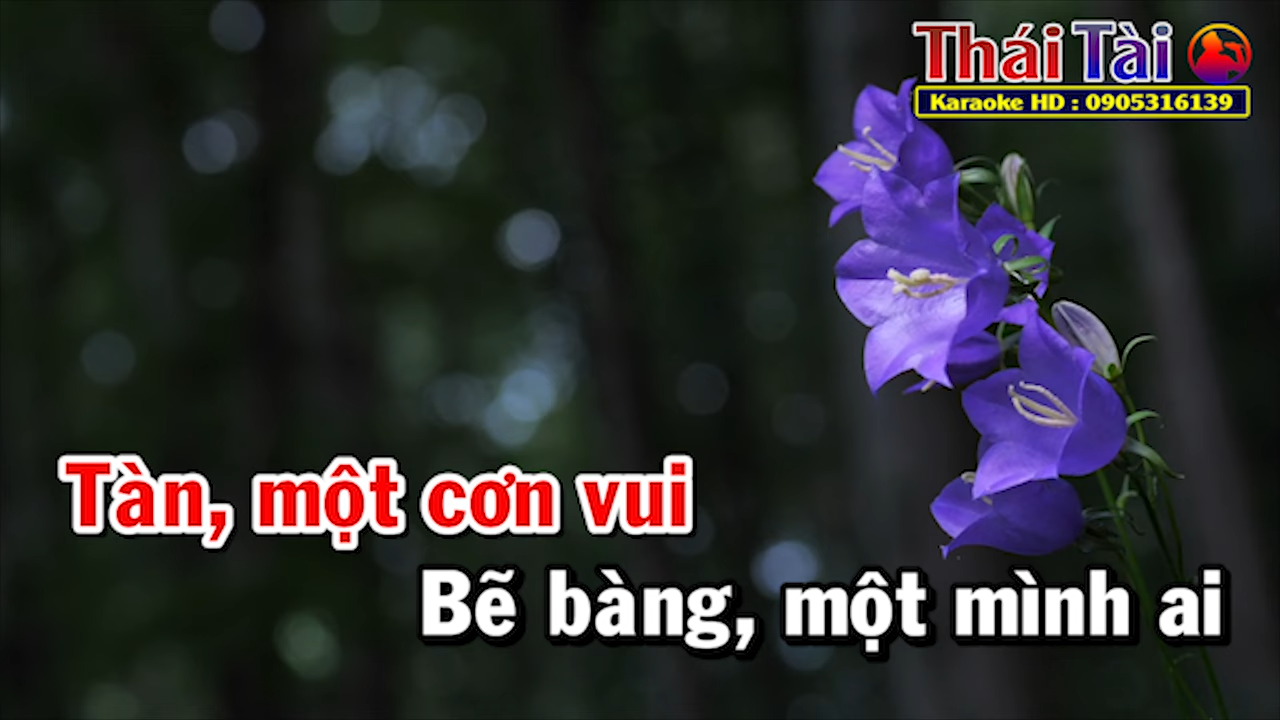 Thái Tài
Karaoke HD : 0905316139
Tàn, một cơn vui
Bẽ bàng, một mình ai